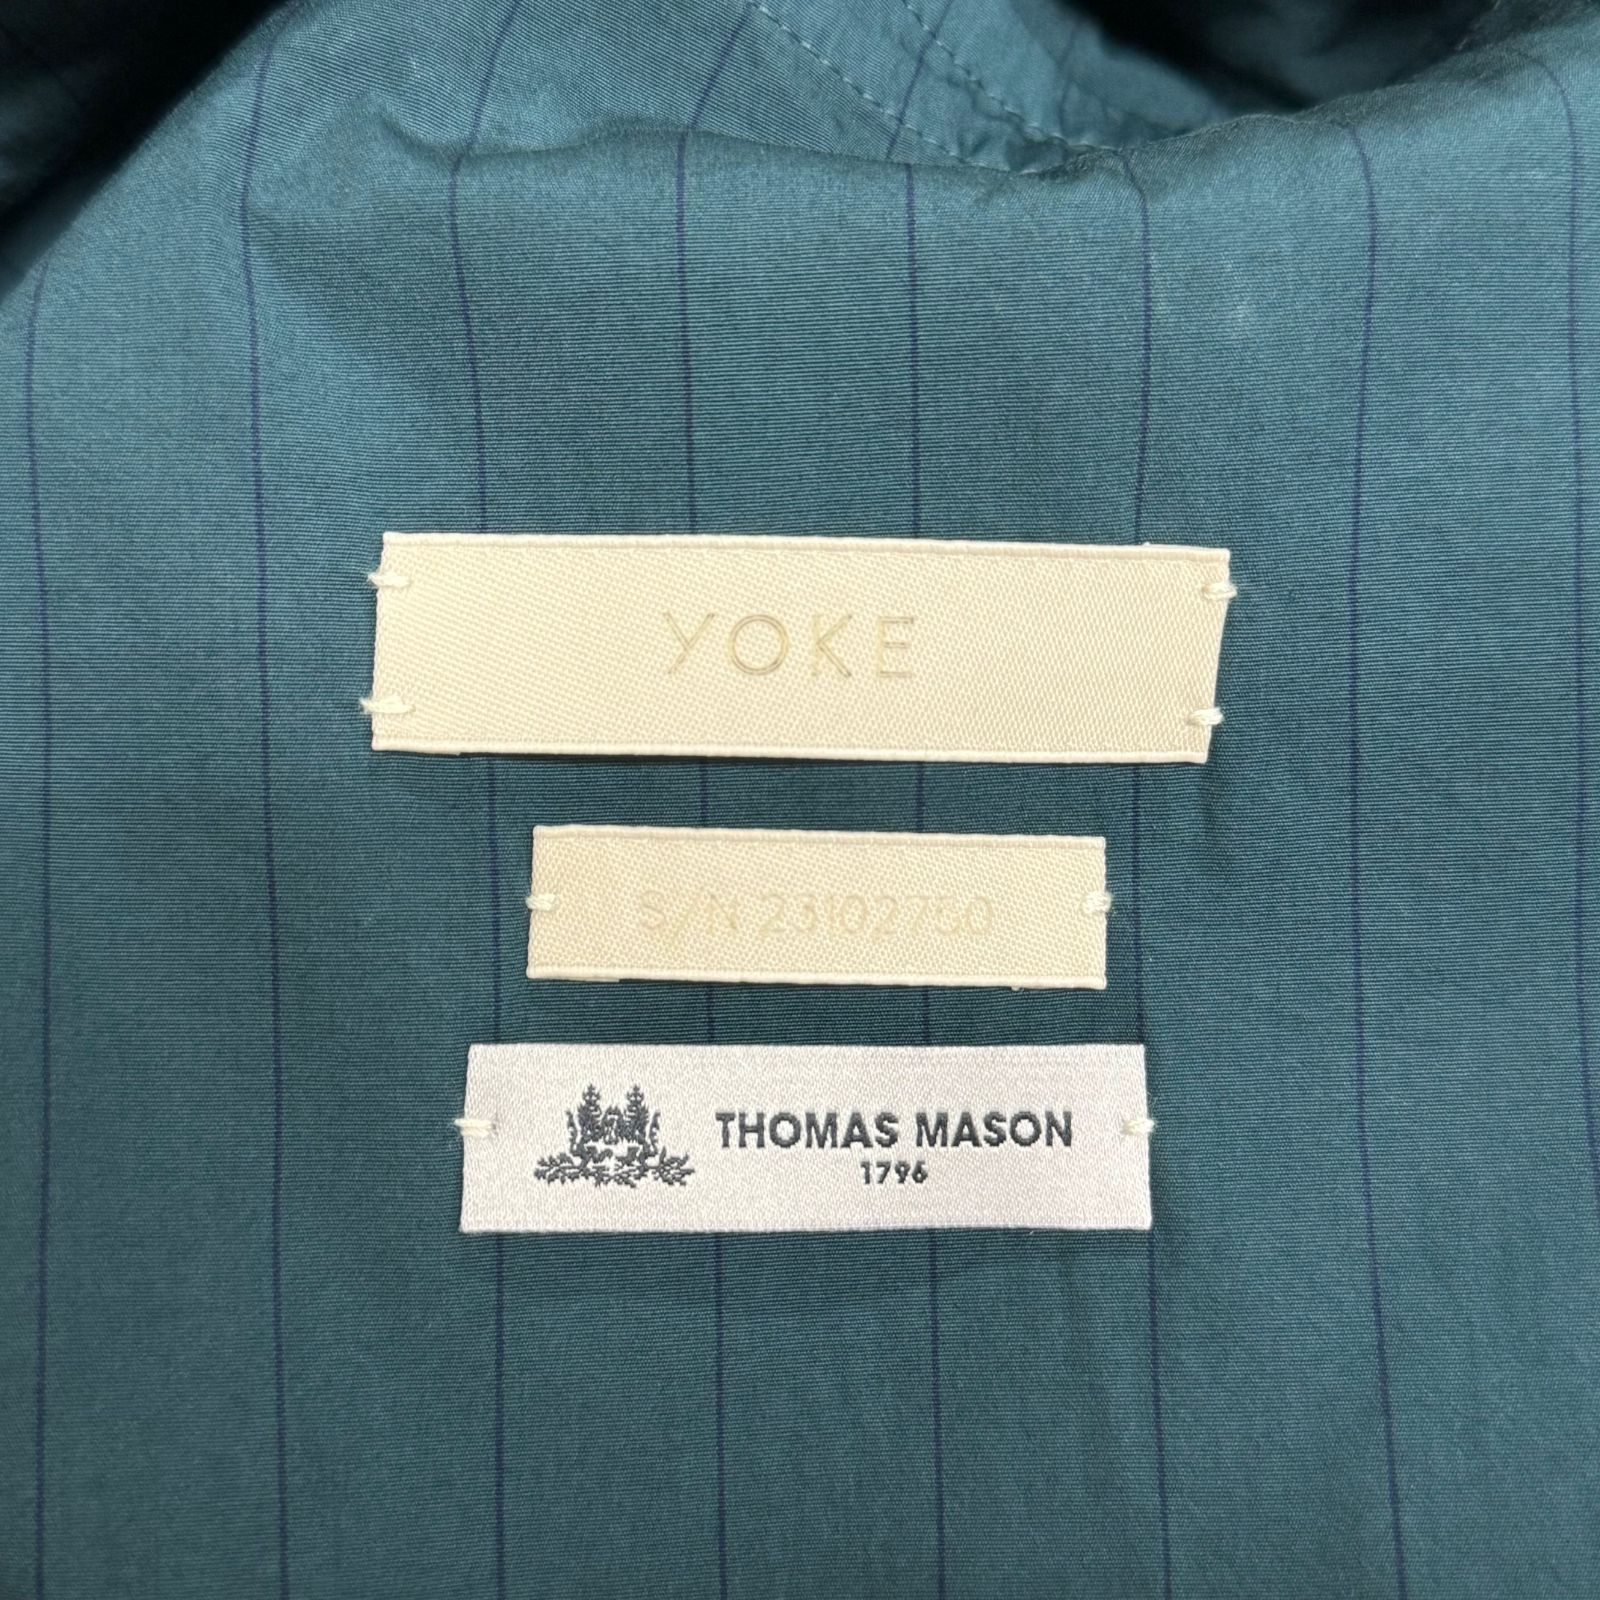 YOKE
S/N 23102750
THOMAS MASON
1796